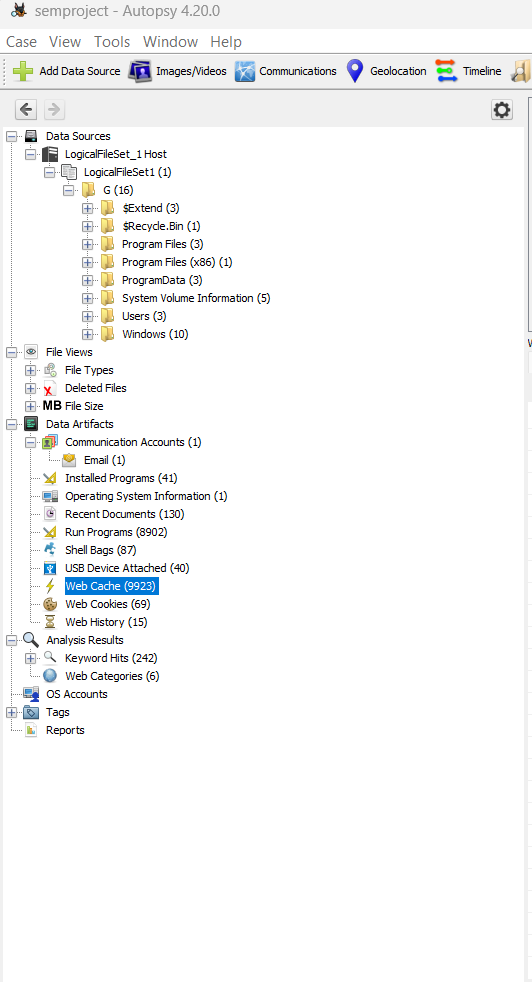 semproject - Autopsy 4.20.0
Case View Tools Window Help
Add Data Source Images/Videos Communications Geolocation Timeline
Data Sources
LogicalFileSet_1 Host
LogicalFileSet1 (1)
G (16)
$Extend (3)
$Recycle.Bin (1)
Program Files (3)
Program Files (x86) (1)
ProgramData (3)
System Volume Information (5)
Users (3)
Windows (10)
File Views
File Types
Deleted Files
MB File Size
Data Artifacts
Communication Accounts (1)
Email (1)
Installed Programs (41)
Operating System Information (1)
Recent Documents (130)
Run Programs (8902)
Shell Bags (87)
USB Device Attached (40)
Web Cache (9923)
Web Cookies (69)
Web History (15)
Analysis Results
Keyword Hits (242)
Web Categories (6)
OS Accounts
Tags
Reports